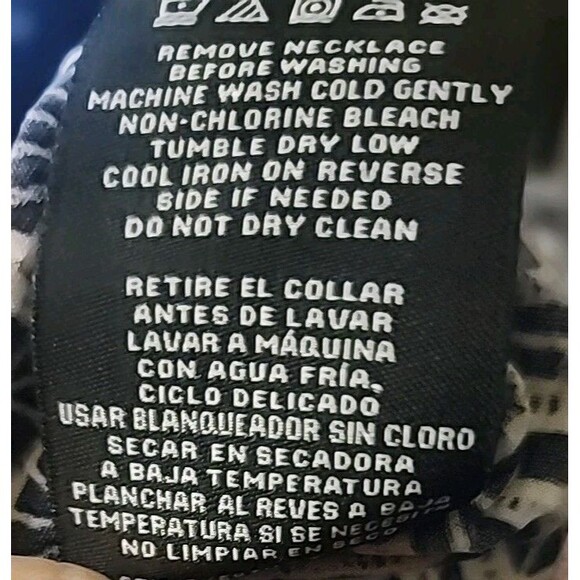 REMOVE NECKLACE
BEFORE WASHING
MACHINE WASH COLD GENTLY
NON-CHLORINE BLEACH
TUMBLE DRY LOW
COOL IRON ON REVERSE
SIDE IF NEEDED
DO NOT DRY CLEAN
RETIRE EL COLLAR
ANTES DE LAVAR
LAVAR A MÁQUINA
CON AGUA FRÍA,
CICLO DELICADO
USAR BLANQUEADOR SIN CLORO
SECAR EN SECADORA
A BAJA TEMPERATURA
PLANCHAR AL REVES A BAJA
TEMPERATURA SI SE NECESITA
NO LIMPIAR EN SECO